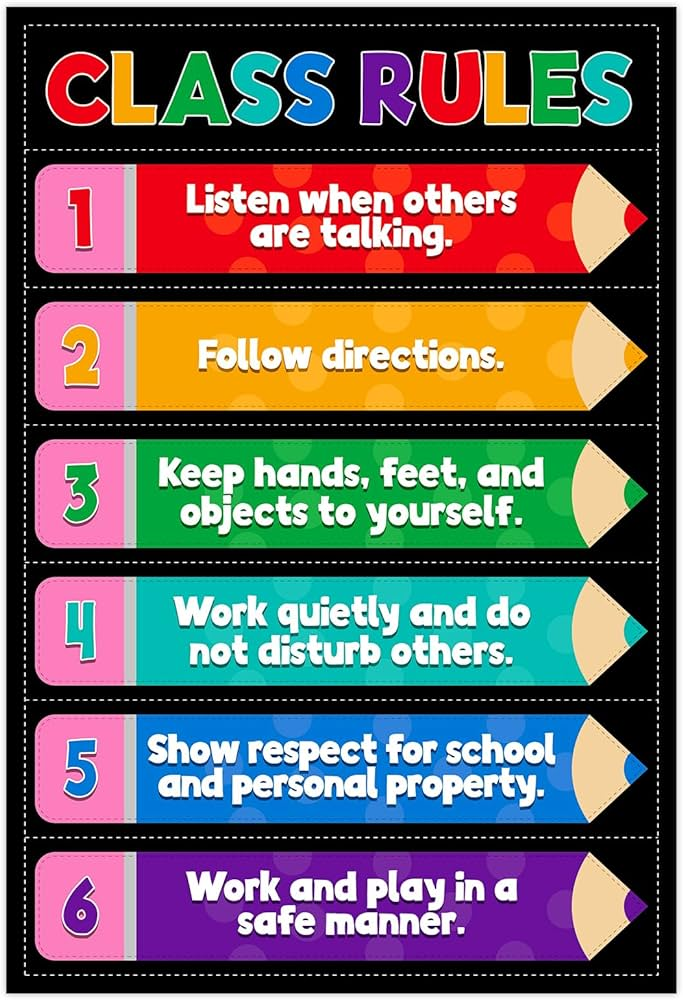 CLASS RULES
1
Listen when others
are talking.
2
Follow directions.
3
Keep hands, feet, and
objects to yourself.
4
Work quietly and do
not disturb others.
5
Show respect for school
and personal property.
6
Work and play in a
safe manner.